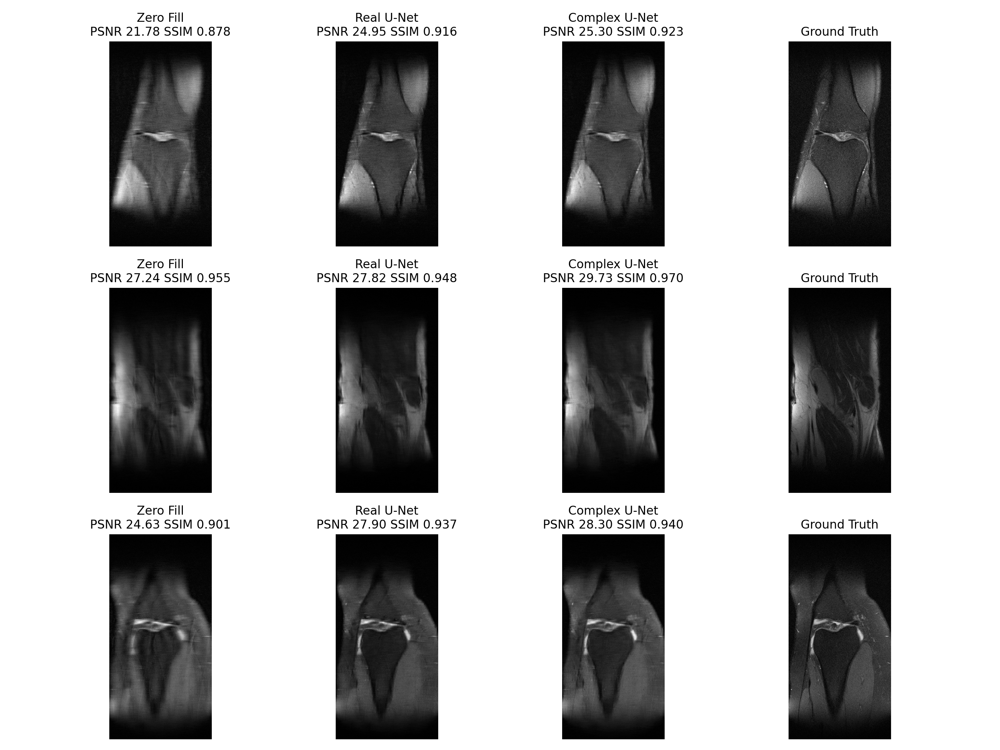 Zero Fill
PSNR 21.78 SSIM 0.878
Real U-Net
PSNR 24.95 SSIM 0.916
Complex U-Net
PSNR 25.30 SSIM 0.923
Ground Truth
Zero Fill
PSNR 27.24 SSIM 0.955
Real U-Net
PSNR 27.82 SSIM 0.948
Complex U-Net
PSNR 29.73 SSIM 0.970
Ground Truth
Zero Fill
PSNR 24.63 SSIM 0.901
Real U-Net
PSNR 27.90 SSIM 0.937
Complex U-Net
PSNR 28.30 SSIM 0.940
Ground Truth